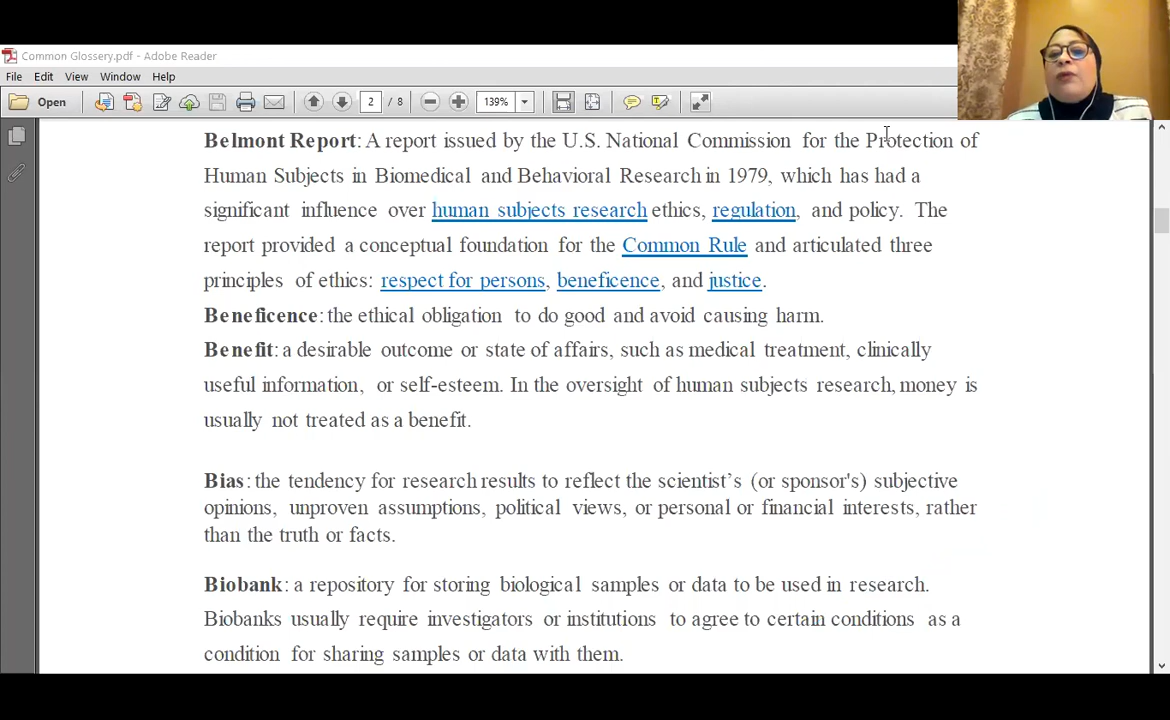 Common Glossery.pdf - Adobe Reader
File Edit View Window Help
Open 2 / 8 139%
Belmont Report: A report issued by the U.S. National Commission for the Protection of
Human Subjects in Biomedical and Behavioral Research in 1979, which has had a
significant influence over human subjects research ethics, regulation, and policy. The
report provided a conceptual foundation for the Common Rule and articulated three
principles of ethics: respect for persons, beneficence, and justice.
Beneficence: the ethical obligation to do good and avoid causing harm.
Benefit: a desirable outcome or state of affairs, such as medical treatment, clinically
useful information, or self-esteem. In the oversight of human subjects research, money is
usually not treated as a benefit.
Bias: the tendency for research results to reflect the scientist’s (or sponsor's) subjective
opinions, unproven assumptions, political views, or personal or financial interests, rather
than the truth or facts.
Biobank: a repository for storing biological samples or data to be used in research.
Biobanks usually require investigators or institutions to agree to certain conditions as a
condition for sharing samples or data with them.